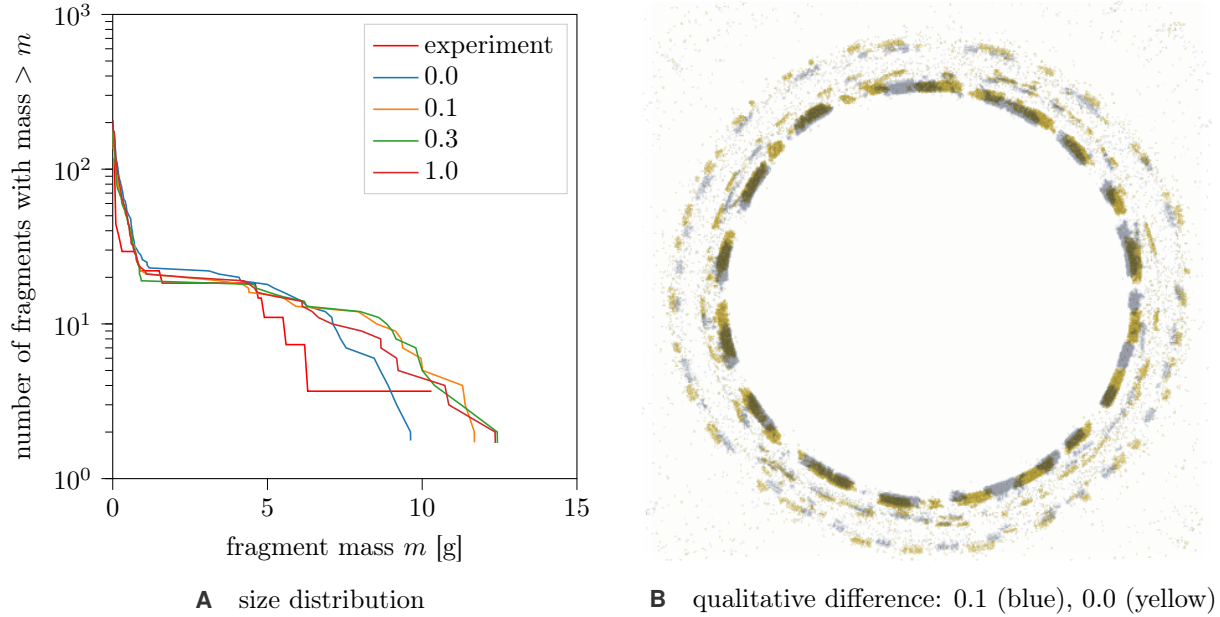 number of fragments with mass > m
10³
10²
10¹
10⁰
experiment
0.0
0.1
0.3
1.0
0 5 10 15
fragment mass m [g]
A size distribution
B qualitative difference: 0.1 (blue), 0.0 (yellow)